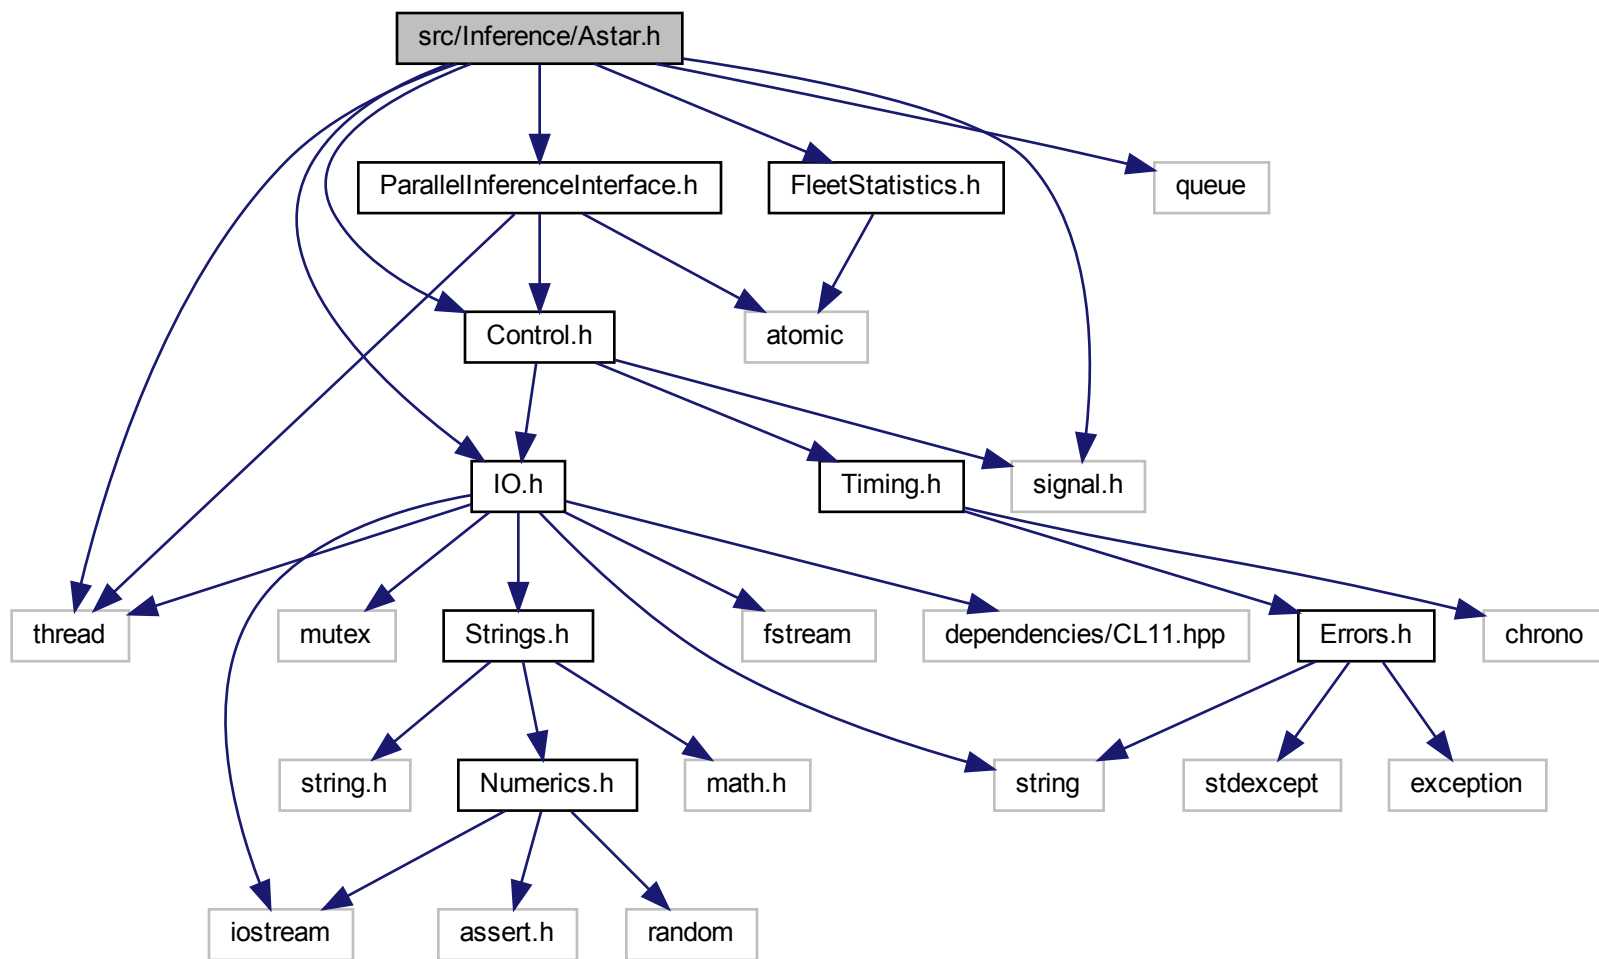 src/Inference/Astar.h
ParallelInferenceInterface.h
FleetStatistics.h
queue
Control.h
atomic
IO.h
Timing.h
signal.h
thread
mutex
Strings.h
fstream
dependencies/CL11.hpp
Errors.h
chrono
string.h
Numerics.h
math.h
string
stdexcept
exception
iostream
assert.h
random